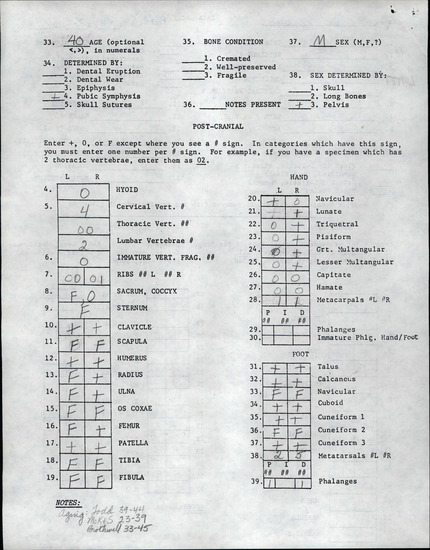 33. 40 AGE (optional <,>), in numerals
35. BONE CONDITION
37. M SEX (M,F,?)
34. DETERMINED BY:
1. Dental Eruption
2. Dental Wear
3. Epiphysis
+ 4. Pubic Symphysis
5. Skull Sutures
1. Cremated
2. Well-preserved
3. Fragile
36. NOTES PRESENT
38. SEX DETERMINED BY:
1. Skull
2. Long Bones
+ 3. Pelvis
POST-CRANIAL
Enter +, 0, or F except where you see a # sign. In categories which have this sign,
you must enter one number per # sign. For example, if you have a specimen which has
2 thoracic vertebrae, enter them as 02.
L R
4. 0 HYOID
5. 4 Cervical Vert. #
00 Thoracic Vert. ##
2 Lumbar Vertebrae #
6. 0 IMMATURE VERT. FRAG. ##
7. 00 01 RIBS ## L ## R
8. F,0 SACRUM, COCCYX
9. F STERNUM
10. + + CLAVICLE
11. F F SCAPULA
12. + + HUMERUS
13. F + RADIUS
14. F + ULNA
15. F F OS COXAE
16. F + FEMUR
17. + + PATELLA
18. F F TIBIA
19. F F FIBULA
NOTES:
Aging: Todd 39-44
McK&S 23-39
Brothwell 33-45
HAND
L R
20. + 0 Navicular
21. - + Lunate
22. 0 + Triquetral
23. 0 + Pisiform
24. 0 + Grt. Multangular
25. 0 + Lesser Multangular
26. 0 0 Capitate
27. 0 0 Hamate
28. 1 1 Metacarpals #L #R
P I D
## ## ##
29. Phalanges
30. Immature Phlg. Hand/Foot
FOOT
31. + + Talus
32. + + Calcaneus
33. F F Navicular
34. + + Cuboid
35. + + Cuneiform 1
36. F F Cuneiform 2
37. + + Cuneiform 3
38. 2 5 Metatarsals #L #R
P I D
## ## ##
39. Phalanges